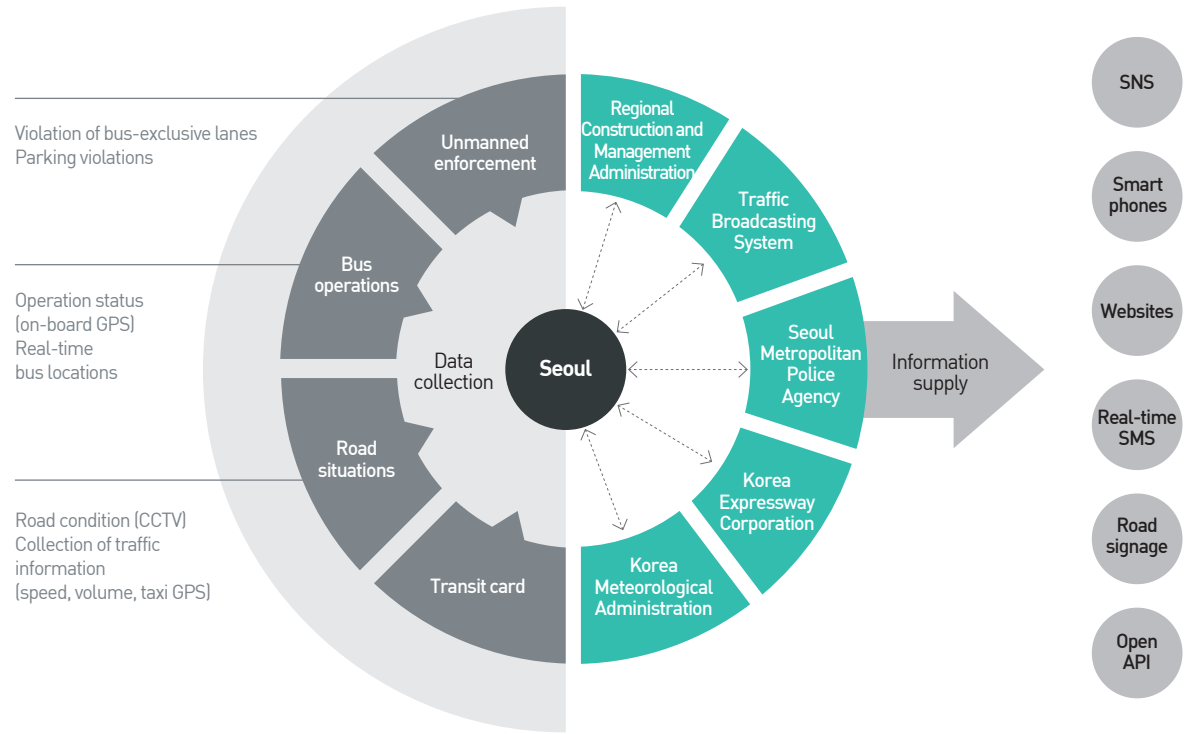 Violation of bus-exclusive lanes
Parking violations
Operation status
(on-board GPS)
Real-time
bus locations
Road condition (CCTV)
Collection of traffic
information
(speed, volume, taxi GPS)
Unmanned
enforcement
Bus
operations
Road
situations
Transit card
Data
collection
Seoul
Regional
Construction and
Management
Administration
Traffic
Broadcasting
System
Seoul
Metropolitan
Police
Agency
Korea
Expressway
Corporation
Korea
Meteorological
Administration
Information
supply
SNS
Smart
phones
Websites
Real-time
SMS
Road
signage
Open
API